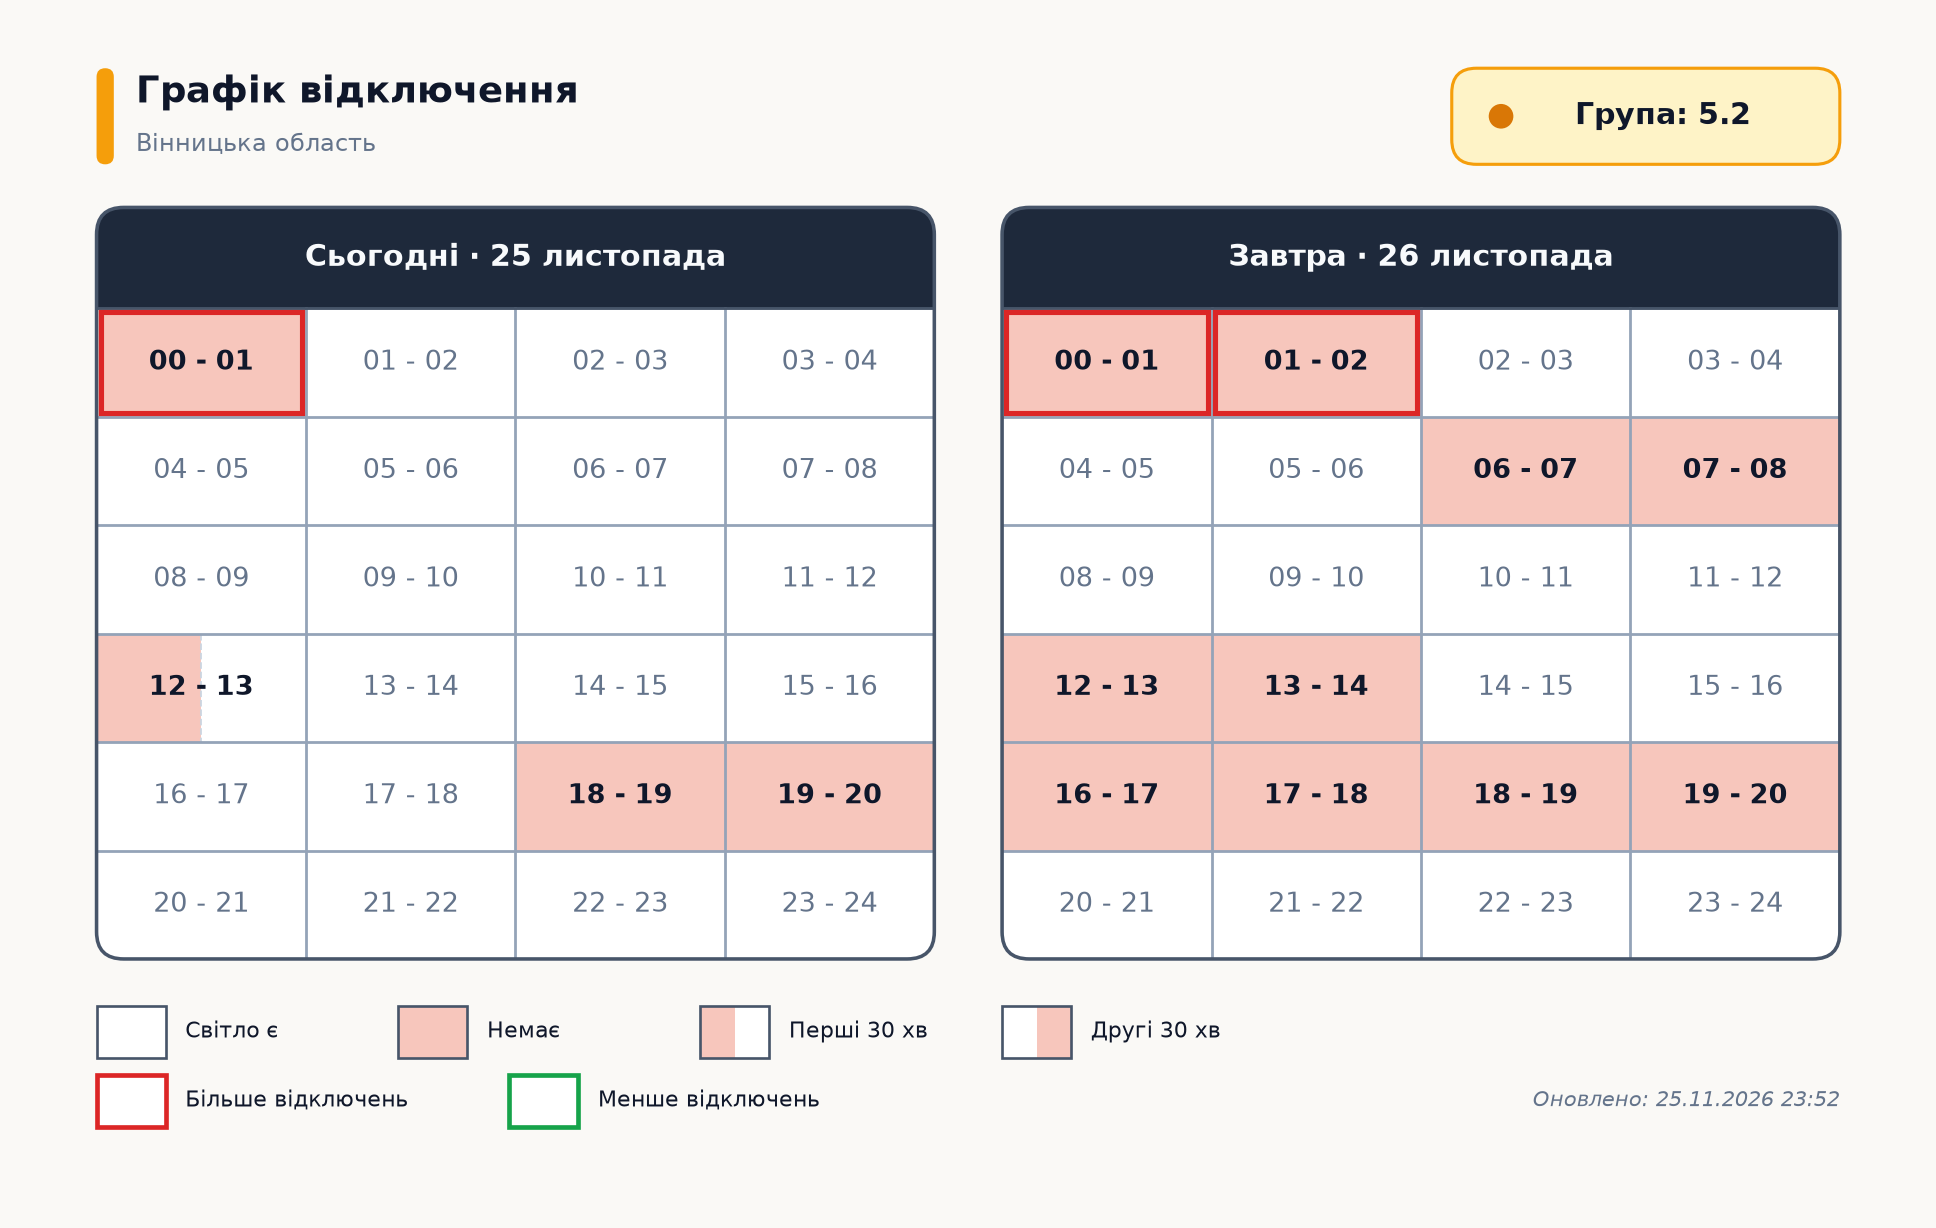 Графік відключення
Вінницька область
Група: 5.2
Сьогодні · 25 листопада
00 - 01 01 - 02 02 - 03 03 - 04
04 - 05 05 - 06 06 - 07 07 - 08
08 - 09 09 - 10 10 - 11 11 - 12
12 - 13 13 - 14 14 - 15 15 - 16
16 - 17 17 - 18 18 - 19 19 - 20
20 - 21 21 - 22 22 - 23 23 - 24
Завтра · 26 листопада
00 - 01 01 - 02 02 - 03 03 - 04
04 - 05 05 - 06 06 - 07 07 - 08
08 - 09 09 - 10 10 - 11 11 - 12
12 - 13 13 - 14 14 - 15 15 - 16
16 - 17 17 - 18 18 - 19 19 - 20
20 - 21 21 - 22 22 - 23 23 - 24
Світло є Немає Перші 30 хв Другі 30 хв
Більше відключень Менше відключень
Оновлено: 25.11.2026 23:52